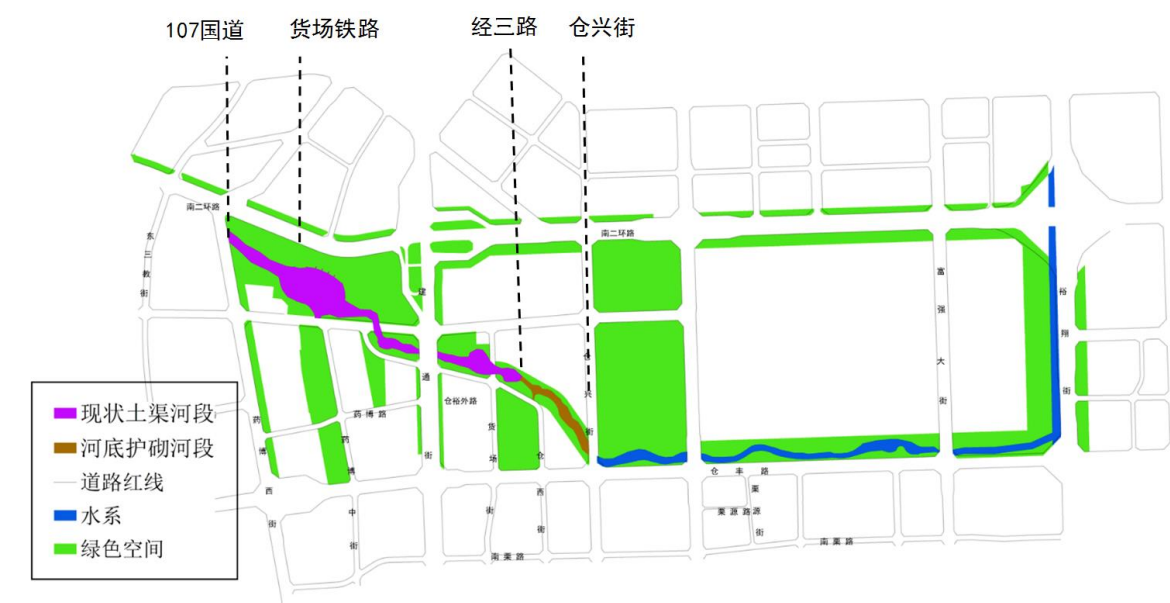 107国道
货场铁路
经三路
仓兴街
南二环路
东三教街
南二环路
建通街
富强大街
裕翔街
仓兴街
仓裕外路
药博路
药博西街
药博中街
货场街
仓西街
仓丰路
栗源路
栗源街
南栗路
南栗路
现状土渠河段
河底护砌河段
道路红线
水系
绿色空间